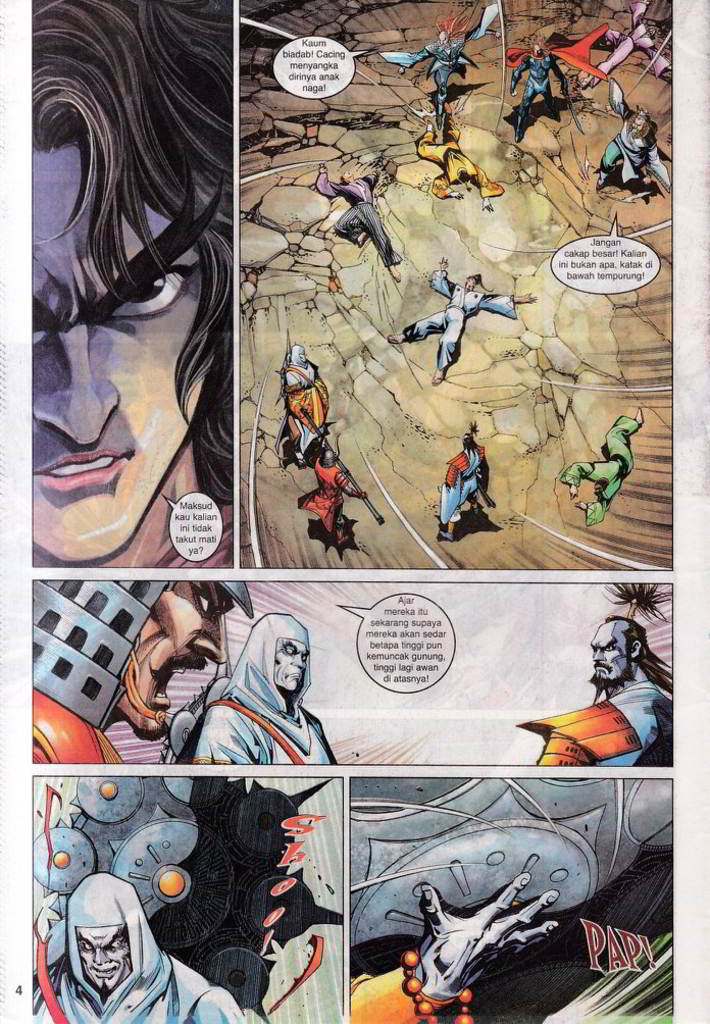 Kaum
biadab! Cacing
menyangka
dirinya anak
naga!
Jangan
cakap besar! Kalian
ini bukan apa, katak di
bawah tempurung!
Maksud
kau kalian
ini tidak
takut mati
ya?
Ajar
mereka itu
sekarang supaya
mereka akan sedar
betapa tinggi pun
kemuncak gunung,
tinggi lagi awan
di atasnya!
Shooi
PAP!
4